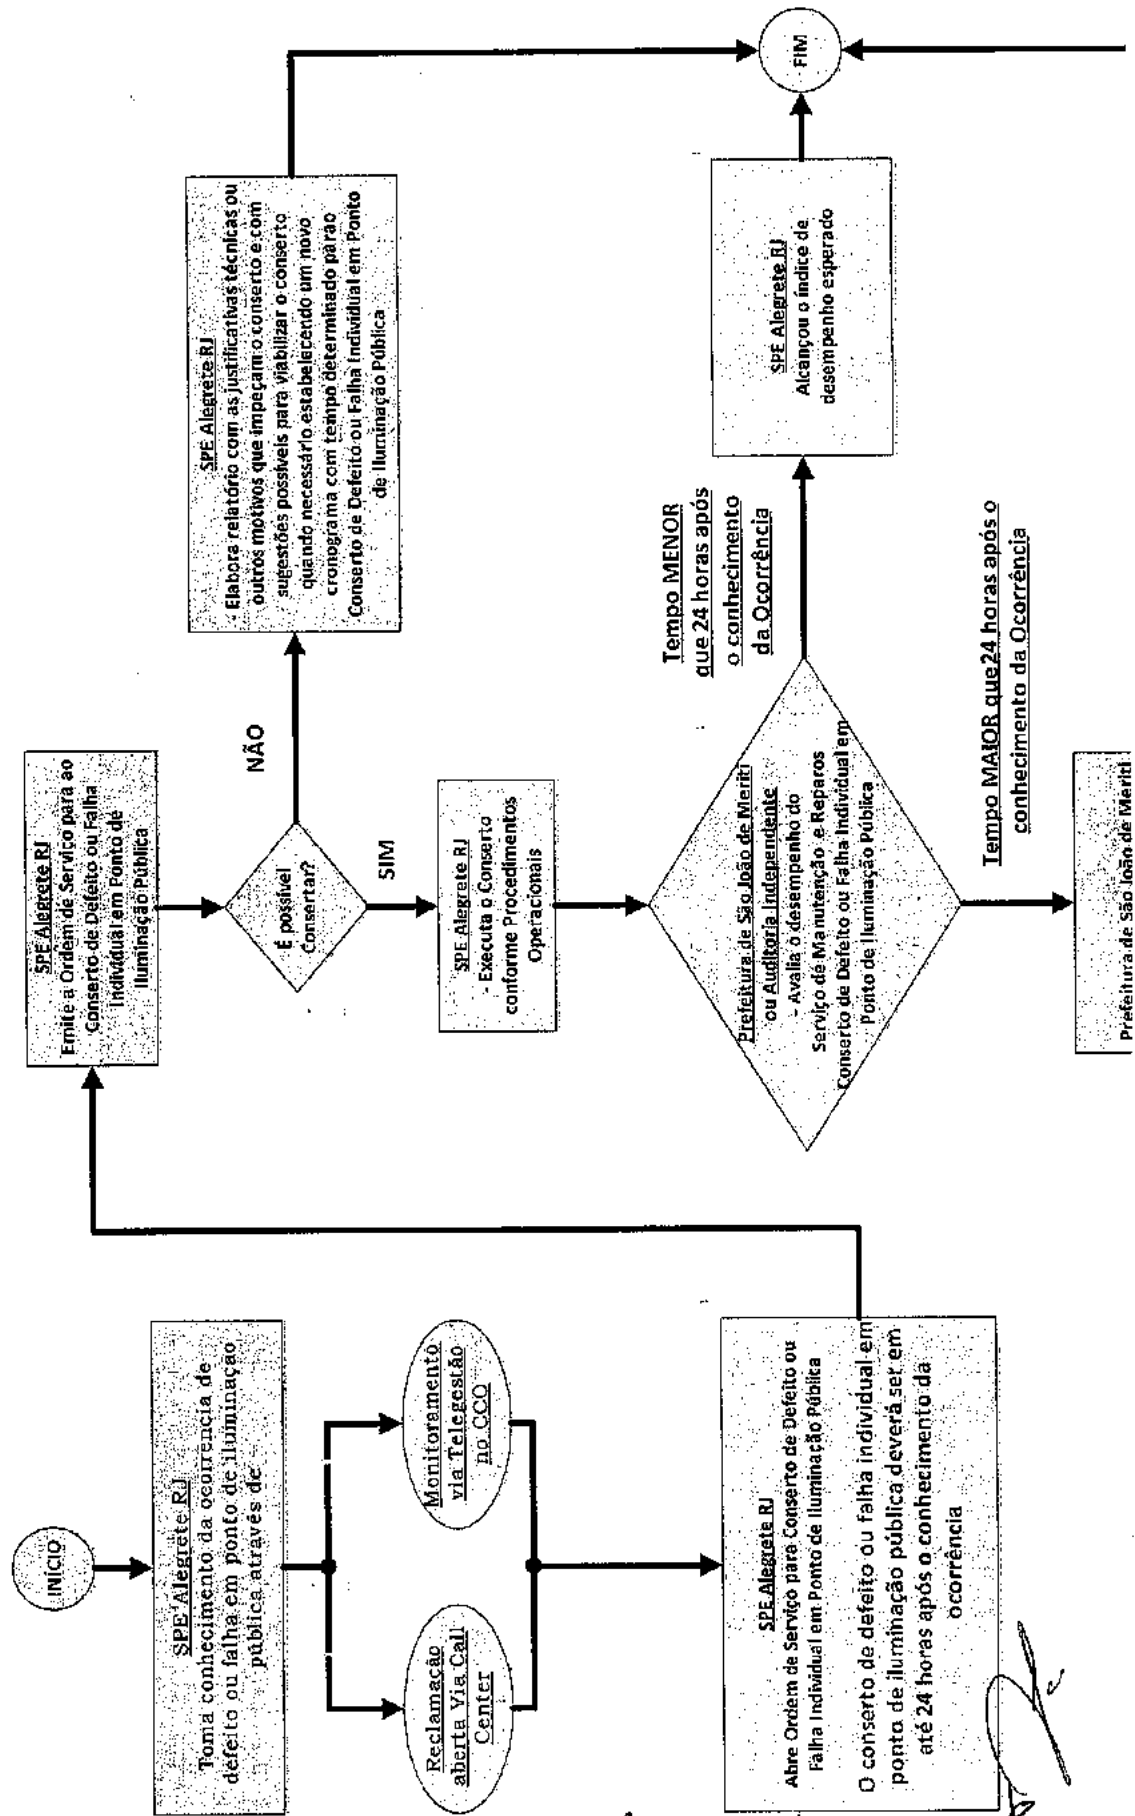 INÍCIO
SPE Alegrete RJ
Toma conhecimento da ocorrencia de
defeito ou falha em ponto de iluminação
pública através de
Reclamação
aberta Via Call
Center
Monitoramento
via Telegestão
no CCO
SPE Alegrete RJ
Abre Ordem de Serviço para Conserto de Defeito ou
Falha Individual em Ponto de Iluminação Pública
O conserto de defeito ou falha individual em
ponto de iluminação pública deverá ser em
até 24 horas após o conhecimento da
ocorrência
SPE Alegrete RJ
Emite a Ordem de Serviço para ao
Conserto de Defeito ou Falha
Individual em Ponto de
Iluminação Pública
É possível
Consertar?
NÃO
SIM
SPE Alegrete RJ
- Elabora relatório com as justificativas técnicas ou
outros motivos que impeçam o conserto e com
sugestões possíveis para viabilizar o conserto
quando necessário estabelecendo um novo
cronograma com tempo determinado para o
Conserto de Defeito ou Falha Individual em Ponto
de Iluminação Pública
SPE Alegrete RJ
- Executa o Conserto
conforme Procedimentos
Operacionais
Prefeitura de São João de Meriti
ou Auditoria Independente
- Avalia o desempenho do
Serviço de Manutenção e Reparos
Conserto de Defeito ou Falha Individual em
Ponto de Iluminação Pública
Tempo MENOR
que 24 horas após
o conhecimento
da Ocorrência
SPE Alegrete RJ
Alcançou o índice de
desempenho esperado
FIM
Tempo MAIOR que 24 horas após o
conhecimento da Ocorrência
Prefeitura de São João de Meriti